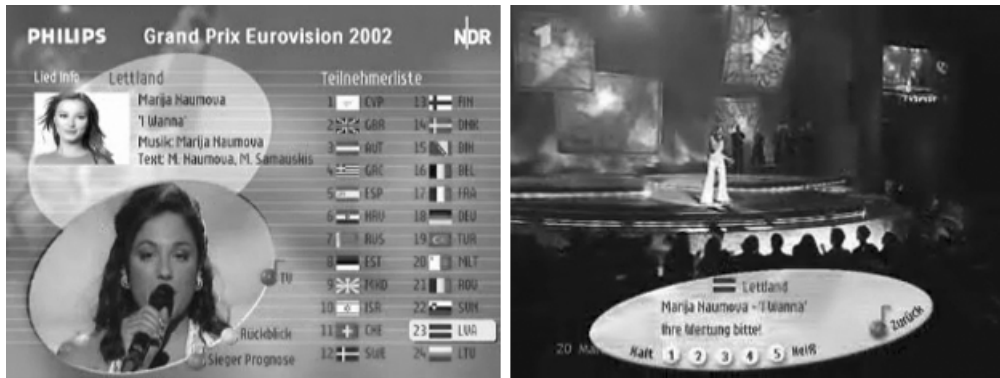 PHILIPS Grand Prix Eurovision 2002 NDR
Lied Info Lettland
Marija Naumova
'I Wanna'
Musik: Marija Naumova
Text: M. Naumova, M. Samauskis
Teilnehmerliste
1 CYP
2 GBR
3 AUT
4 GRC
5 ESP
6 HRV
7 RUS
8 EST
9 MKD
10 ISR
11 CHE
12 SWE
13 FIN
14 DNK
15 BIH
16 BEL
17 FRA
18 DEU
19 TUR
20 MLT
21 ROU
22 SVN
23 LVA
24 LTU
TV
Rückblick
Sieger Prognose
1
Lettland
Marija Naumova - 'I Wanna'
Ihre Wertung bitte!
Kalt 1 2 3 4 5 Heiß
Zurück
20